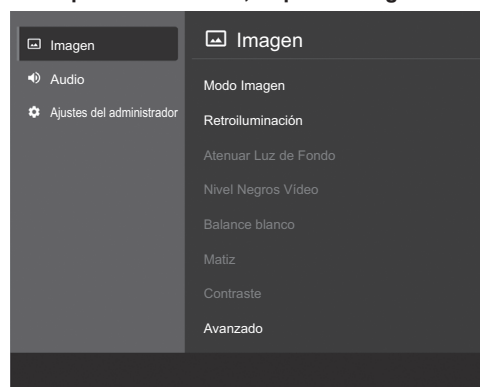 Imagen
Audio
Ajustes del administrador
Imagen
Modo Imagen
Retroiluminación
Atenuar Luz de Fondo
Nivel Negros Vídeo
Balance blanco
Matiz
Contraste
Avanzado